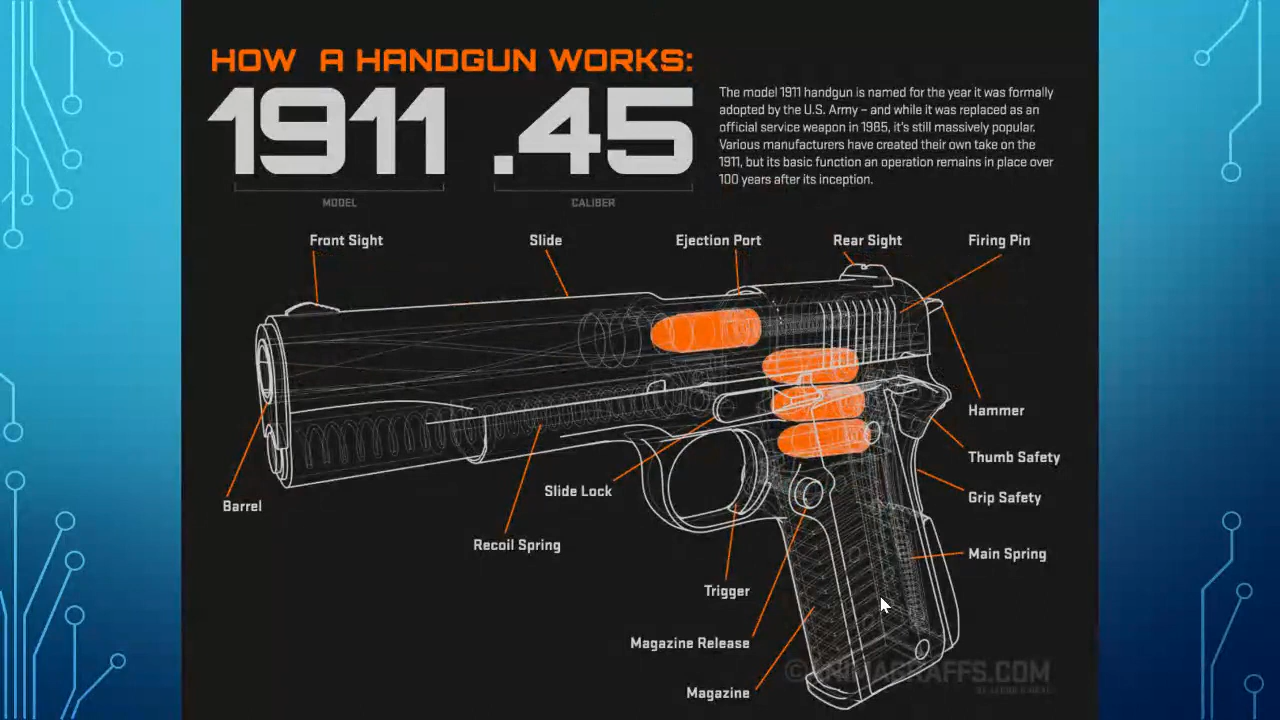 HOW A HANDGUN WORKS:
1911 .45
MODEL
CALIBER
The model 1911 handgun is named for the year it was formally
adopted by the U.S. Army – and while it was replaced as an
official service weapon in 1985, it's still massively popular.
Various manufacturers have created their own take on the
1911, but its basic function an operation remains in place over
100 years after its inception.
Front Sight
Slide
Ejection Port
Rear Sight
Firing Pin
Hammer
Thumb Safety
Slide Lock
Grip Safety
Barrel
Recoil Spring
Main Spring
Trigger
Magazine Release
©ANIMAGRAFFS.COM
Magazine